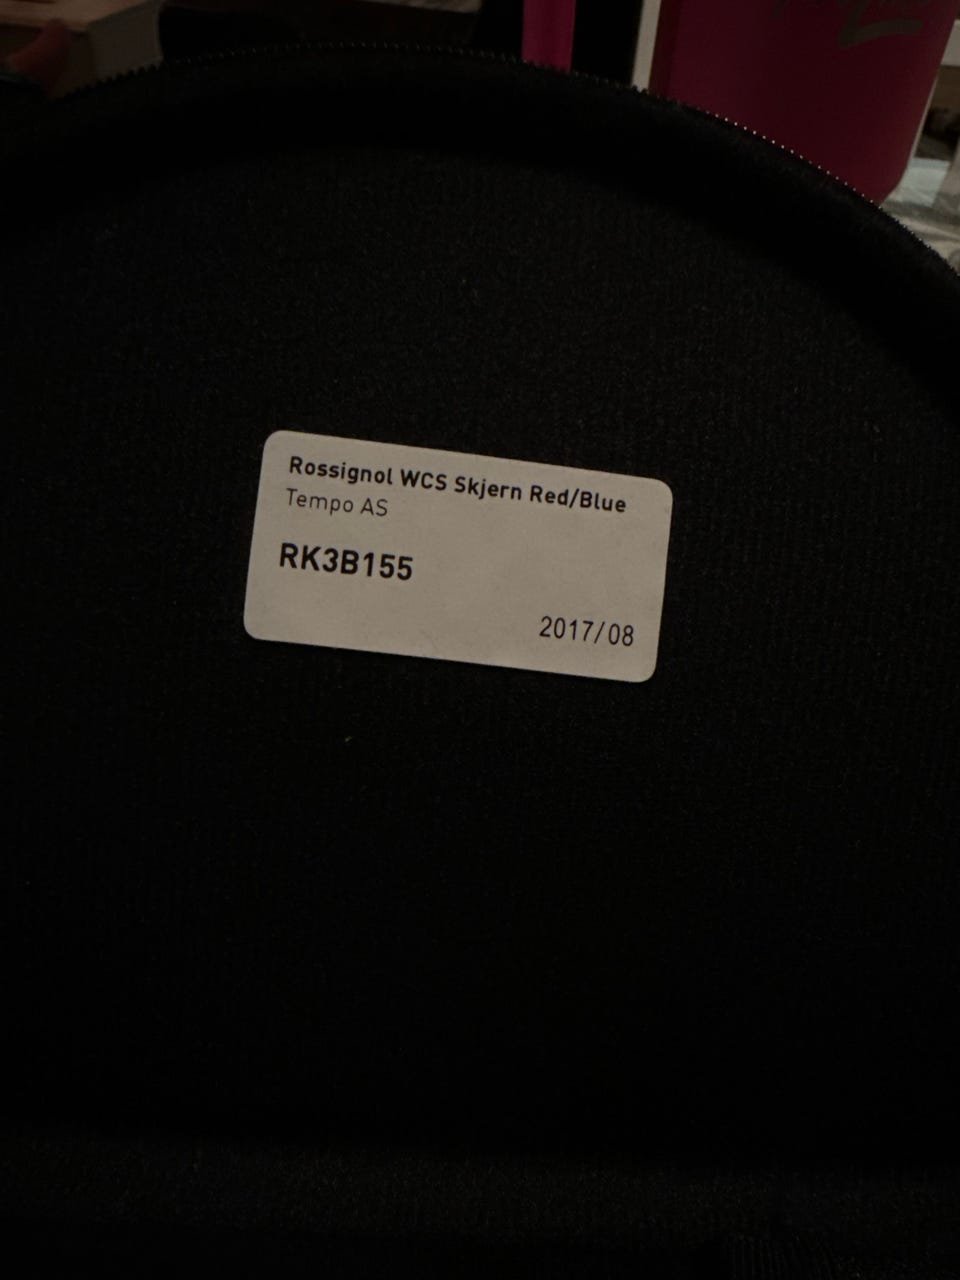 Rossignol WCS Skjern Red/Blue
Tempo AS
RK3B155
2017/08